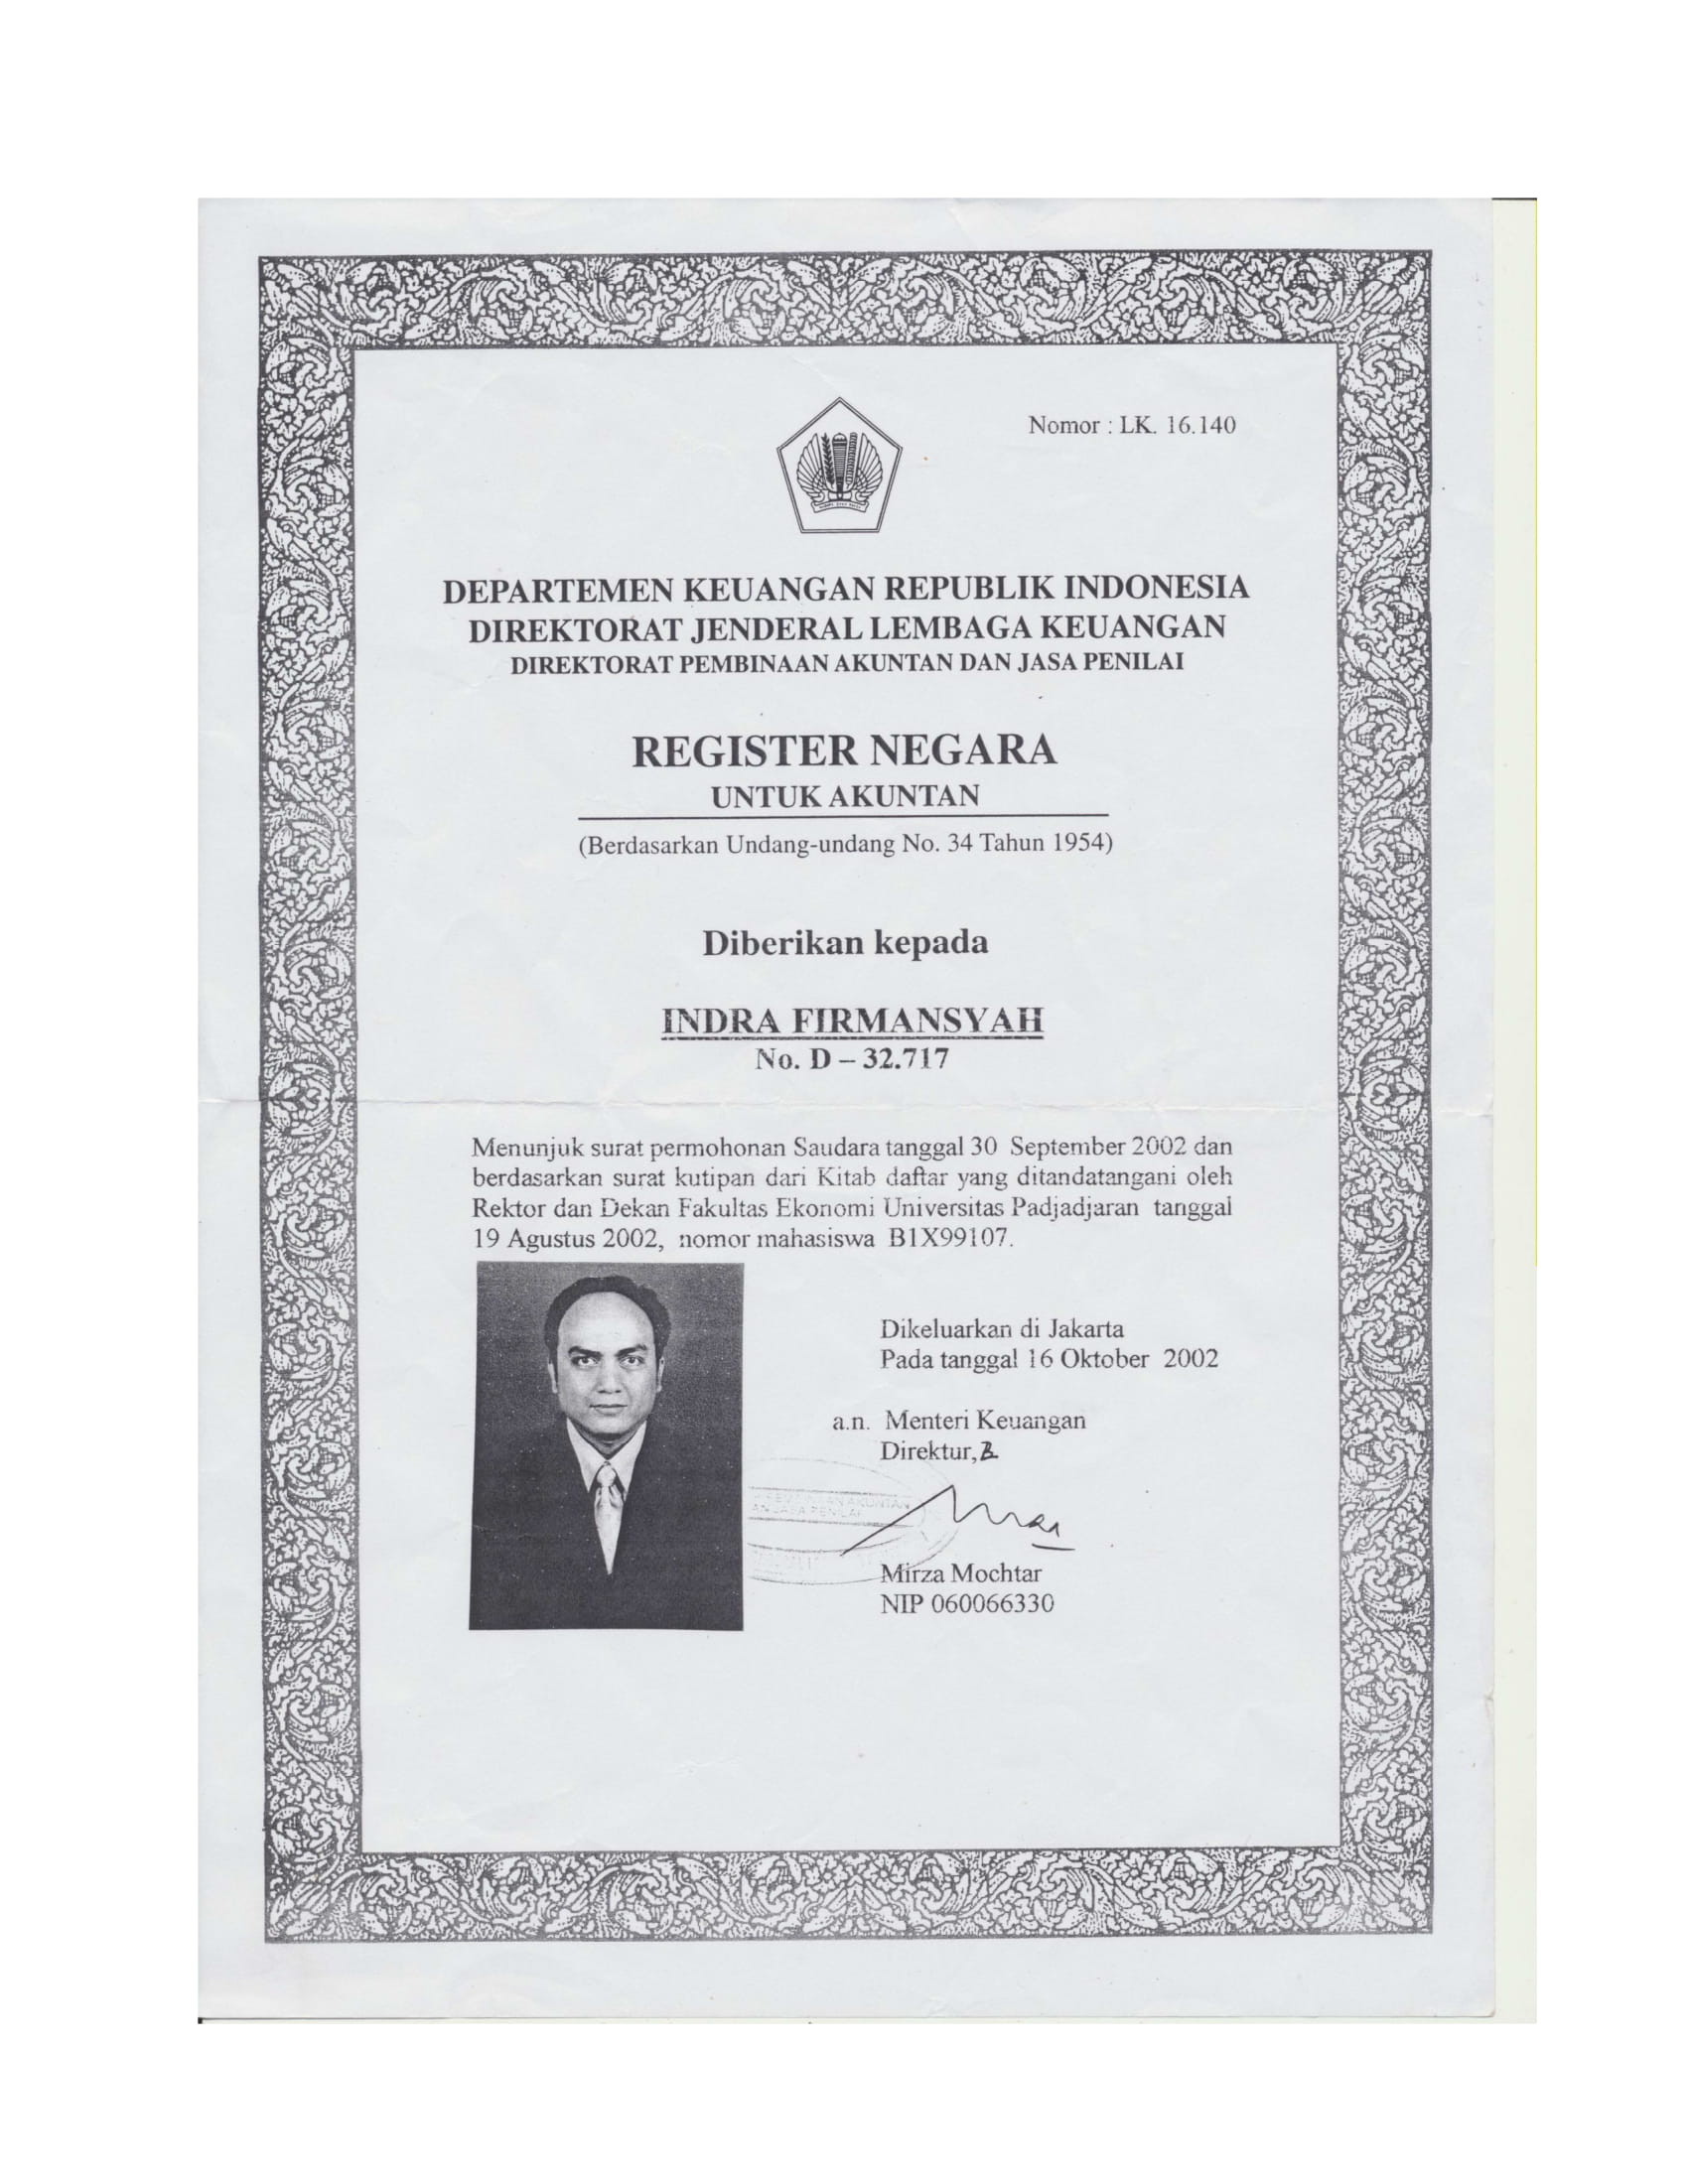 Nomor : LK. 16.140
DEPARTEMEN KEUANGAN REPUBLIK INDONESIA
DIREKTORAT JENDERAL LEMBAGA KEUANGAN
DIREKTORAT PEMBINAAN AKUNTAN DAN JASA PENILAI
REGISTER NEGARA
UNTUK AKUNTAN
(Berdasarkan Undang-undang No. 34 Tahun 1954)
Diberikan kepada
INDRA FIRMANSYAH
No. D – 32.717
Menunjuk surat permohonan Saudara tanggal 30 September 2002 dan
berdasarkan surat kutipan dari Kitab daftar yang ditandatangani oleh
Rektor dan Dekan Fakultas Ekonomi Universitas Padjadjaran tanggal
19 Agustus 2002, nomor mahasiswa B1X99107.
Dikeluarkan di Jakarta
Pada tanggal 16 Oktober 2002
a.n. Menteri Keuangan
Direktur,
AKUNTAN
JASA PENILAI
Mirza Mochtar
NIP 060066330